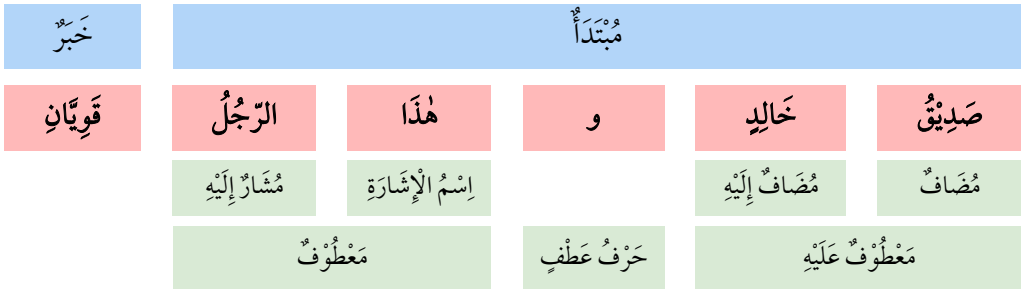 مُبْتَدَأٌ خَبَرٌ
صَدِيْقُ خَالِدٍ و هٰذَا الرّجُلُ قَوِيَّانِ
مُضَافٌ مُضَافٌ إِلَيْهِ اِسْمُ الْإِشَارَةِ مُشَارٌ إِلَيْهِ
مَعْطُوْفٌ عَلَيْهِ حَرْفُ عَطْفٍ مَعْطُوْفٌ